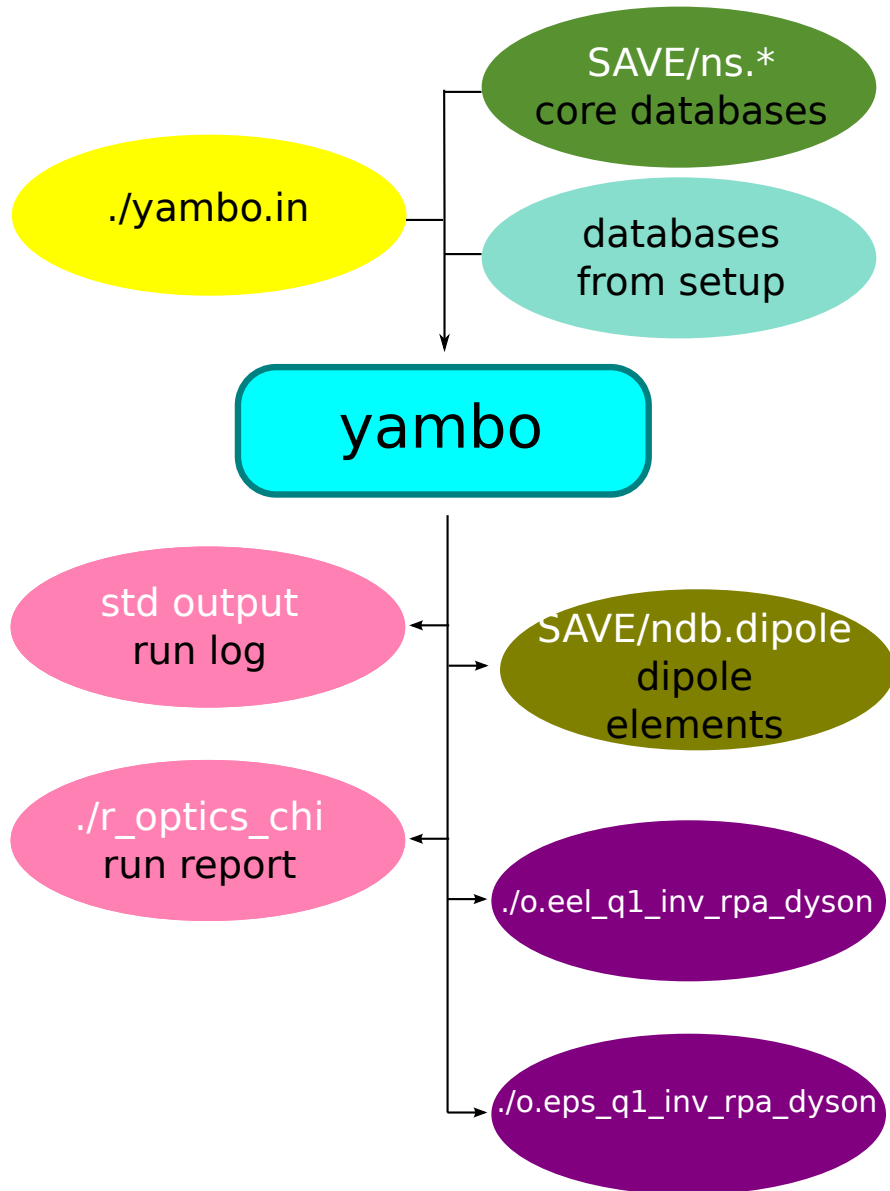 SAVE/ns.*
core databases
./yambo.in
databases
from setup
yambo
std output
run log
SAVE/ndb.dipole
dipole
elements
./r_optics_chi
run report
./o.eel_q1_inv_rpa_dyson
./o.eps_q1_inv_rpa_dyson